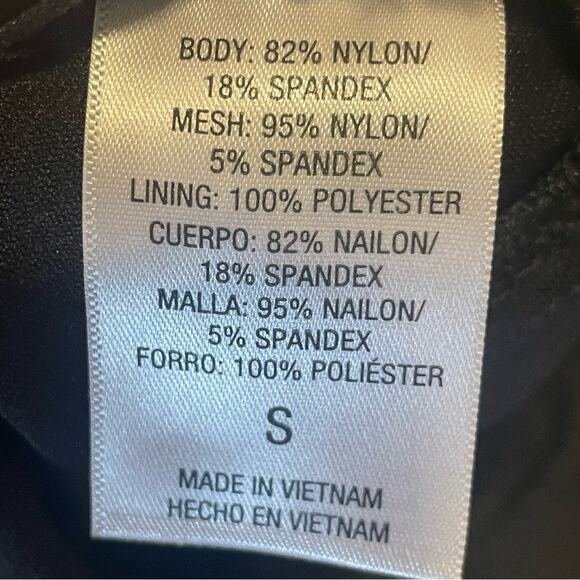 BODY: 82% NYLON/
18% SPANDEX
MESH: 95% NYLON/
5% SPANDEX
LINING: 100% POLYESTER
CUERPO: 82% NAILON/
18% SPANDEX
MALLA: 95% NAILON/
5% SPANDEX
FORRO: 100% POLIÉSTER
S
MADE IN VIETNAM
HECHO EN VIETNAM